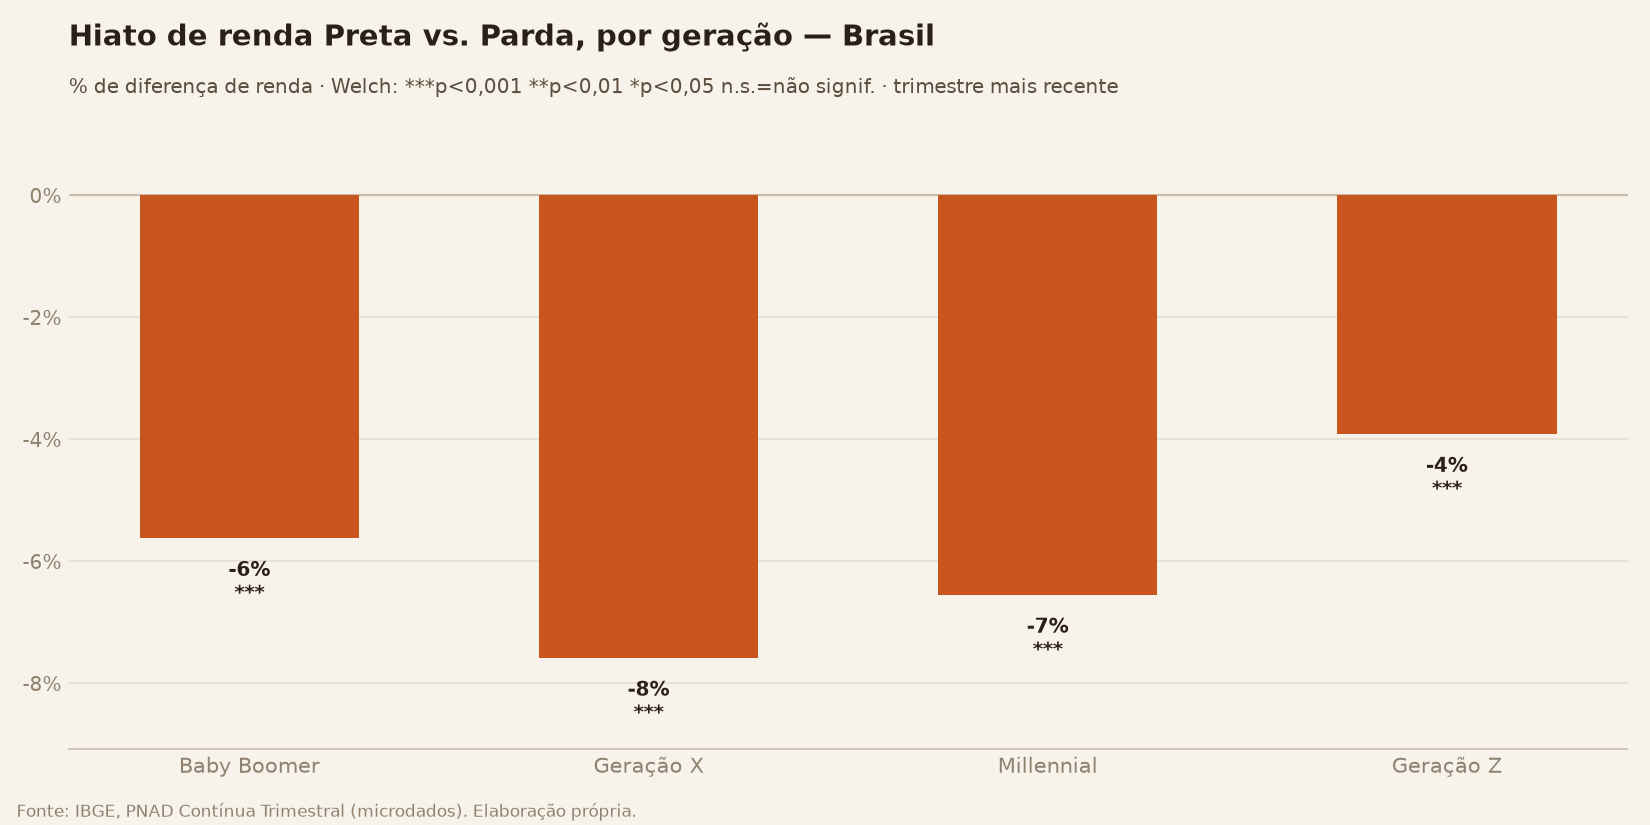 Hiato de renda Preta vs. Parda, por geração — Brasil
% de diferença de renda · Welch: ***p<0,001 **p<0,01 *p<0,05 n.s.=não signif. · trimestre mais recente
0%
-2%
-4%
-6%
-8%
-6%
***
-8%
***
-7%
***
-4%
***
Baby Boomer
Geração X
Millennial
Geração Z
Fonte: IBGE, PNAD Contínua Trimestral (microdados). Elaboração própria.